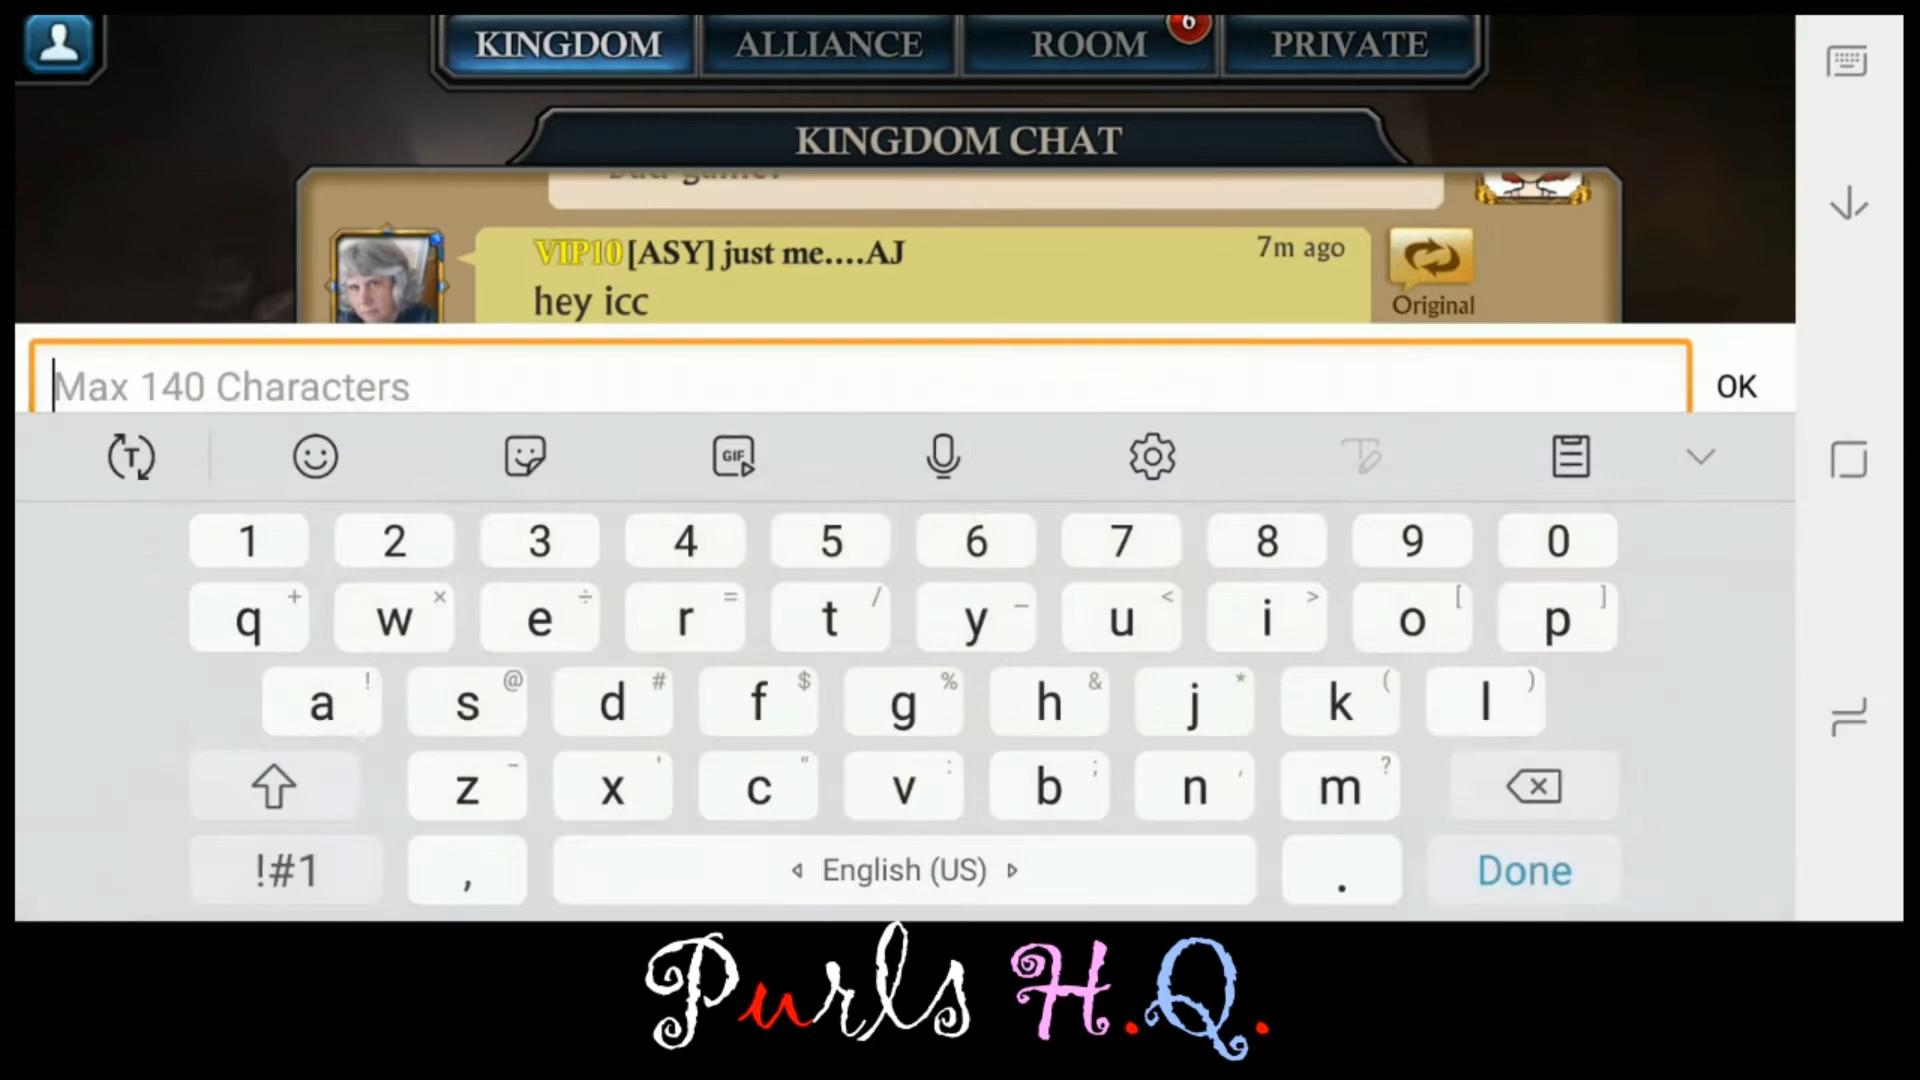 KINGDOM ALLIANCE ROOM 6 PRIVATE
KINGDOM CHAT
VIP10 [ASY] just me....AJ 7m ago
hey icc
Original
Max 140 Characters OK
T GIF T
1 2 3 4 5 6 7 8 9 0
q + w × e ÷ r = t / y _ u < i > o [ p ]
a ! s @ d # f $ g % h & j * k ( l )
z - x ' c " v : b ; n , m ?
!#1 , English (US) . Done
Purls H.Q.